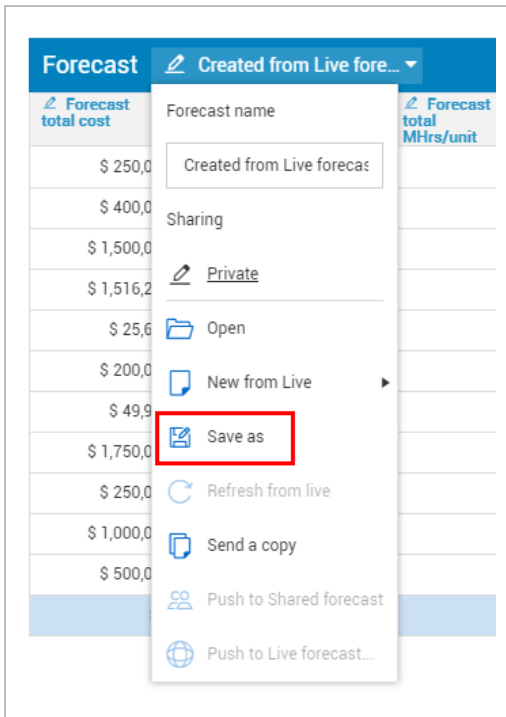 Forecast Created from Live fore...
Forecast
total cost
Forecast name
Forecast
total
MHrs/unit
$ 250,0
Created from Live forecas
$ 400,0
Sharing
$ 1,500,0
$ 1,516,2
Private
$ 25,6
Open
$ 200,0
New from Live
$ 49,9
Save as
$ 1,750,0
$ 250,0
Refresh from live
$ 1,000,0
Send a copy
$ 500,0
Push to Shared forecast
Push to Live forecast...